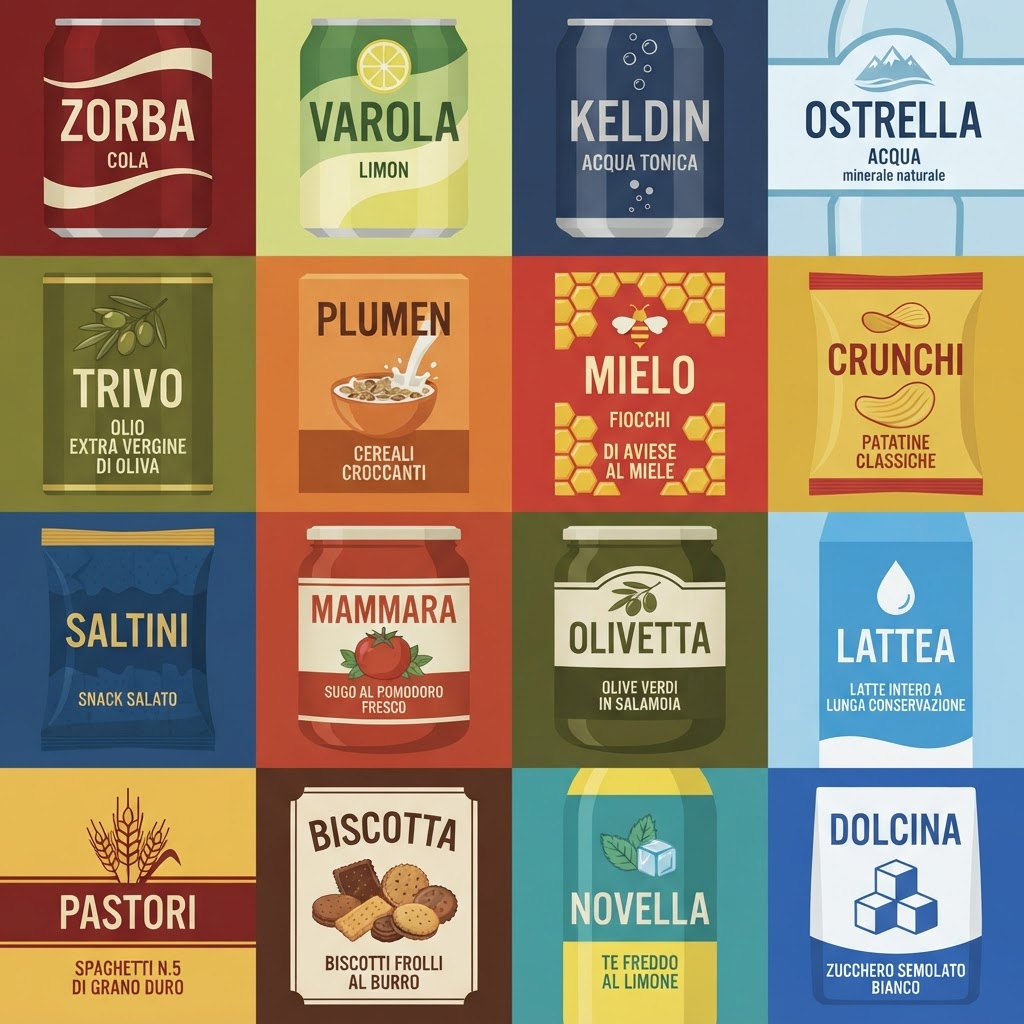 ZORBA
COLA
VAROLA
LIMON
KELDIN
ACQUA TONICA
OSTRELLA
ACQUA
minerale naturale
TRIVO
OLIO
EXTRA VERGINE
DI OLIVA
PLUMEN
CEREALI
CROCCANTI
MIELO
FIOCCHI
DI AVIESE
AL MIELE
CRUNCHI
PATATINE
CLASSICHE
SALTINI
SNACK SALATO
MAMMARA
SUGO AL POMODORO
FRESCO
OLIVETTA
OLIVE VERDI
IN SALAMOIA
LATTEA
LATTE INTERO A
LUNGA CONSERVAZIONE
PASTORI
SPAGHETTI N.5
DI GRANO DURO
BISCOTTA
BISCOTTI FROLLI
AL BURRO
NOVELLA
TE FREDDO
AL LIMONE
DOLCINA
ZUCCHERO SEMOLATO
BIANCO